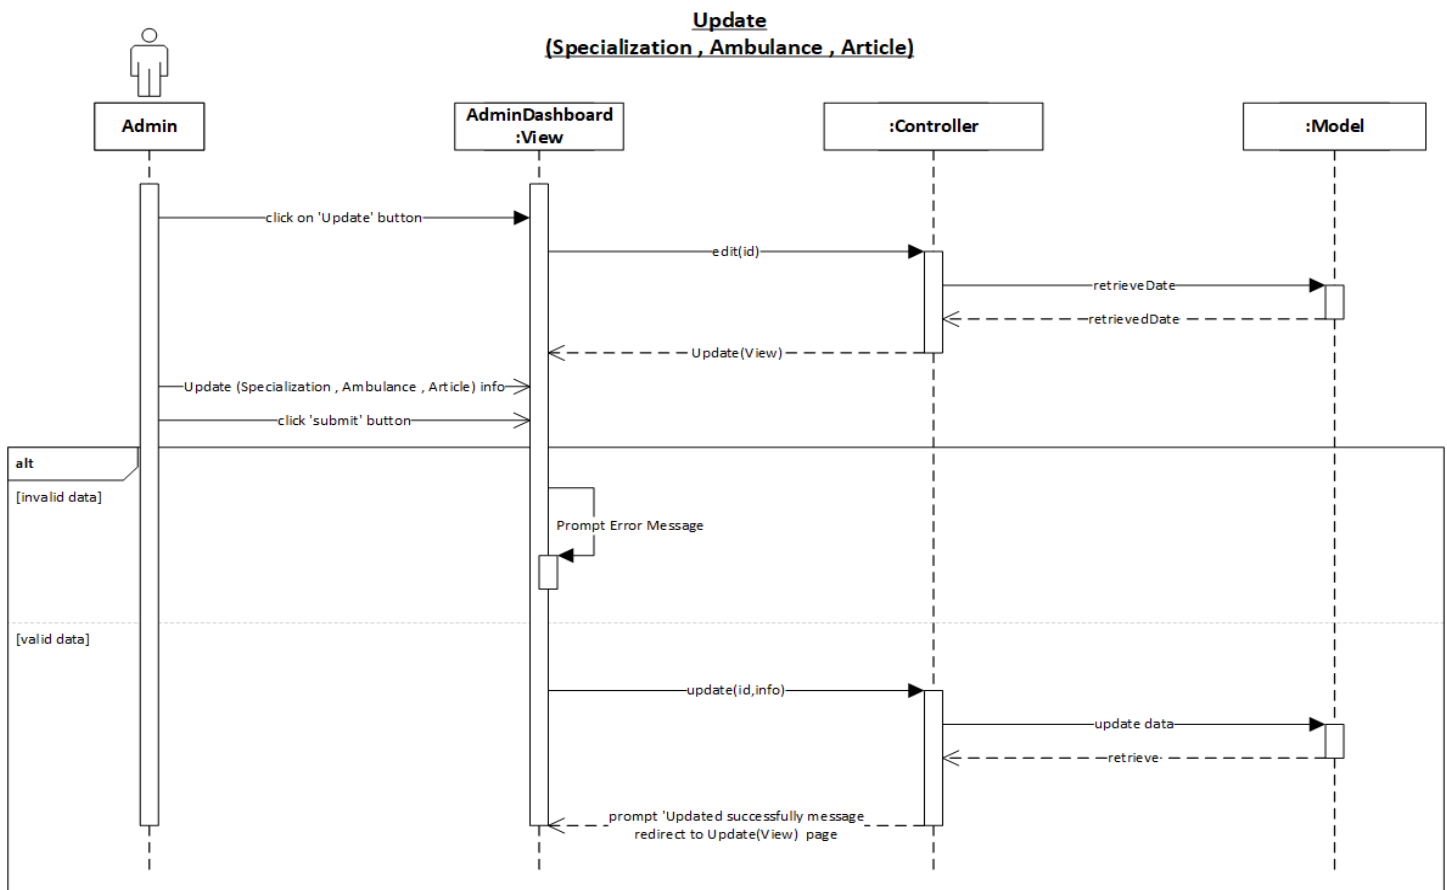 Update
(Specialization , Ambulance , Article)
Admin
AdminDashboard
:View
:Controller
:Model
click on 'Update' button
edit(id)
retrieveDate
retrievedDate
Update(View)
Update (Specialization , Ambulance , Article) info
click 'submit' button
alt
[invalid data]
Prompt Error Message
[valid data]
update(id,info)
update data
retrieve
prompt 'Updated successfully message
redirect to Update(View) page